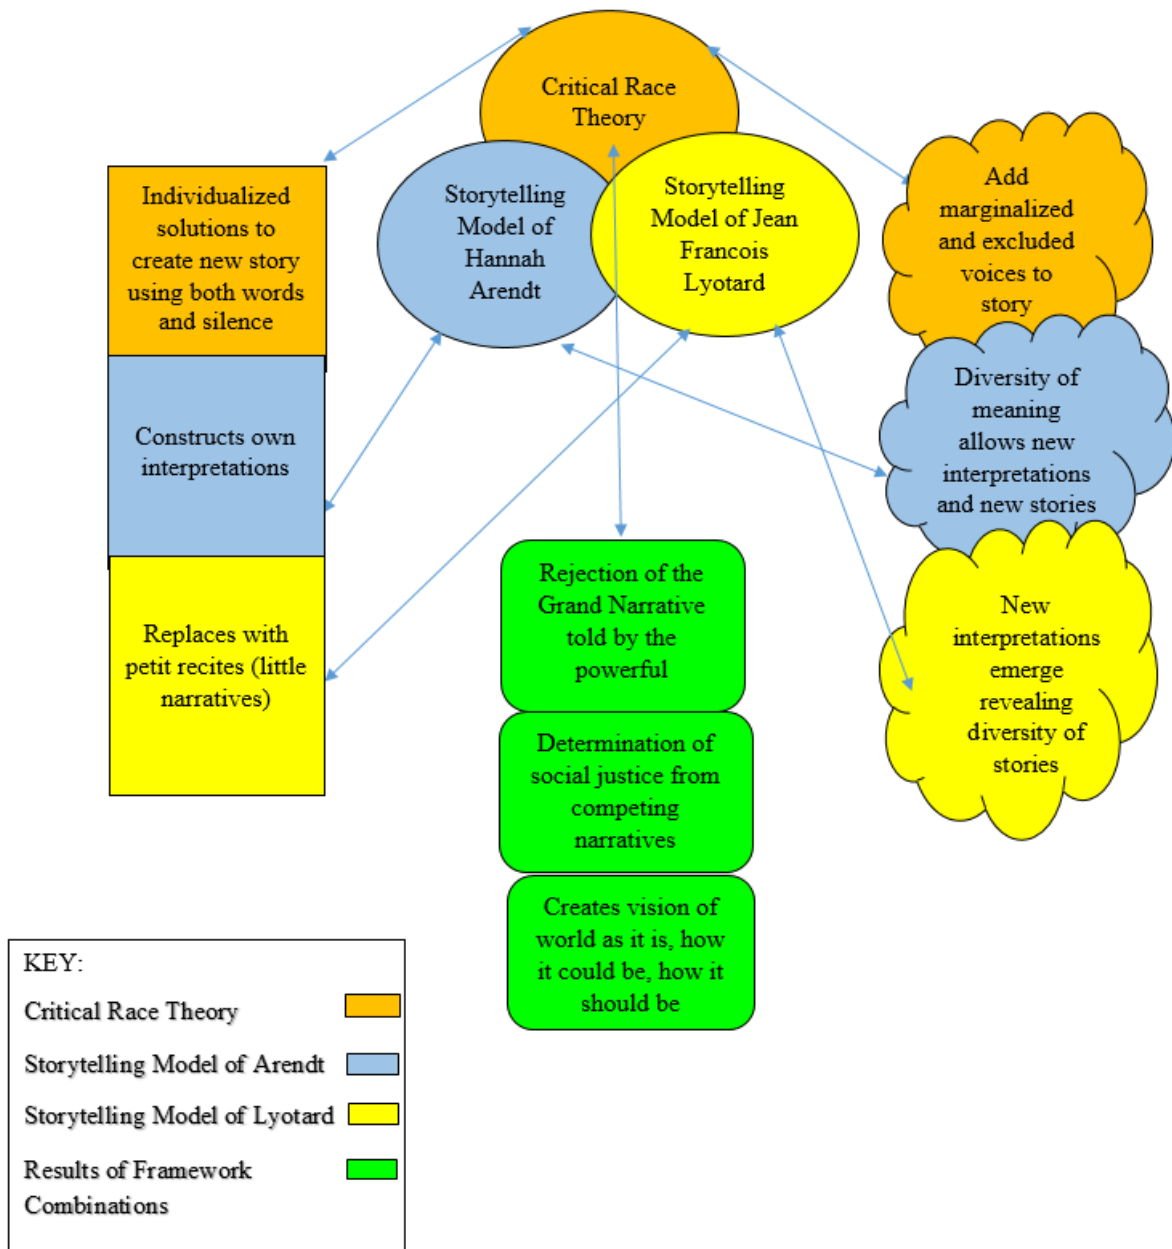 Critical Race
Theory
Storytelling
Model of
Hannah
Arendt
Storytelling
Model of Jean
Francois
Lyotard
Individualized
solutions to
create new story
using both words
and silence
Constructs own
interpretations
Replaces with
petit recites (little
narratives)
Add
marginalized
and excluded
voices to
story
Diversity of
meaning
allows new
interpretations
and new stories
New
interpretations
emerge
revealing
diversity of
stories
Rejection of the
Grand Narrative
told by the
powerful
Determination of
social justice from
competing
narratives
Creates vision of
world as it is, how
it could be, how it
should be
KEY:
Critical Race Theory
Storytelling Model of Arendt
Storytelling Model of Lyotard
Results of Framework
Combinations